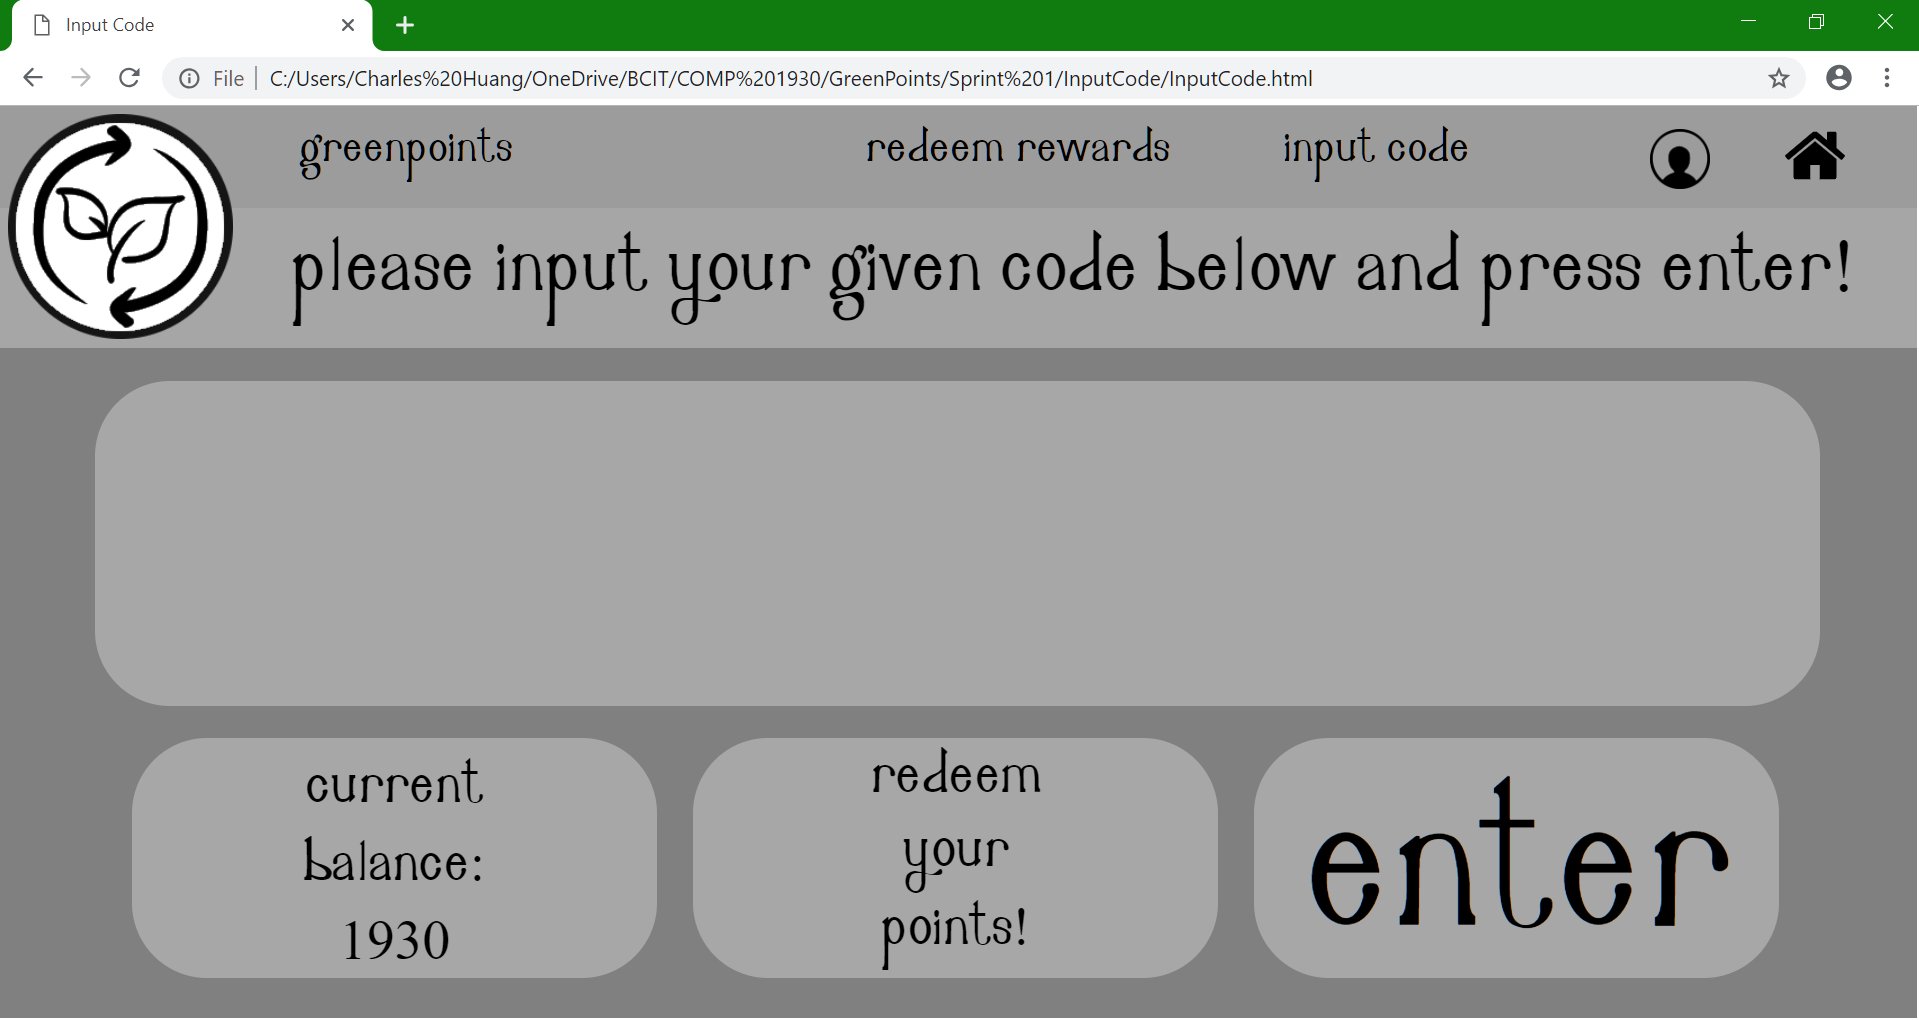 Input Code
File C:/Users/Charles%20Huang/OneDrive/BCIT/COMP%201930/GreenPoints/Sprint%201/InputCode/InputCode.html
greenpoints redeem rewards input code
please input your given code below and press enter!
current
balance:
1930
redeem
your
points!
enter